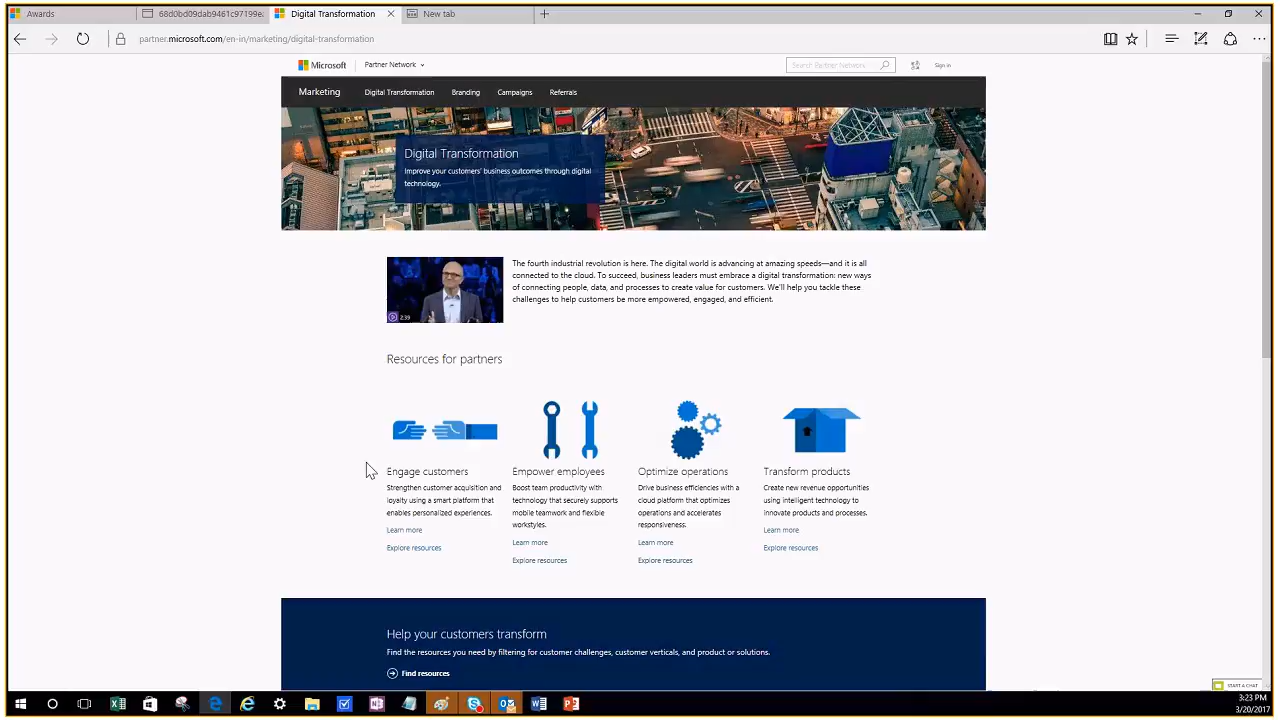 Awards
68d0bd09dab9461c97199e
Digital Transformation
New tab
partner.microsoft.com/en-in/marketing/digital-transformation
Microsoft
Partner Network
Search Partner Network
Sign in
Marketing
Digital Transformation
Branding
Campaigns
Referrals
Digital Transformation
Improve your customers' business outcomes through digital
technology.
2:39
The fourth industrial revolution is here. The digital world is advancing at amazing speeds—and it is all
connected to the cloud. To succeed, business leaders must embrace a digital transformation: new ways
of connecting people, data, and processes to create value for customers. We'll help you tackle these
challenges to help customers be more empowered, engaged, and efficient.
Resources for partners
Engage customers
Strengthen customer acquisition and
loyalty using a smart platform that
enables personalized experiences.
Learn more
Explore resources
Empower employees
Boost team productivity with
technology that securely supports
mobile teamwork and flexible
workstyles.
Learn more
Explore resources
Optimize operations
Drive business efficiencies with a
cloud platform that optimizes
operations and accelerates
responsiveness.
Learn more
Explore resources
Transform products
Create new revenue opportunities
using intelligent technology to
innovate products and processes.
Learn more
Explore resources
Help your customers transform
Find the resources you need by filtering for customer challenges, customer verticals, and product or solutions.
Find resources
START A CHAT
3:23 PM
3/20/2017